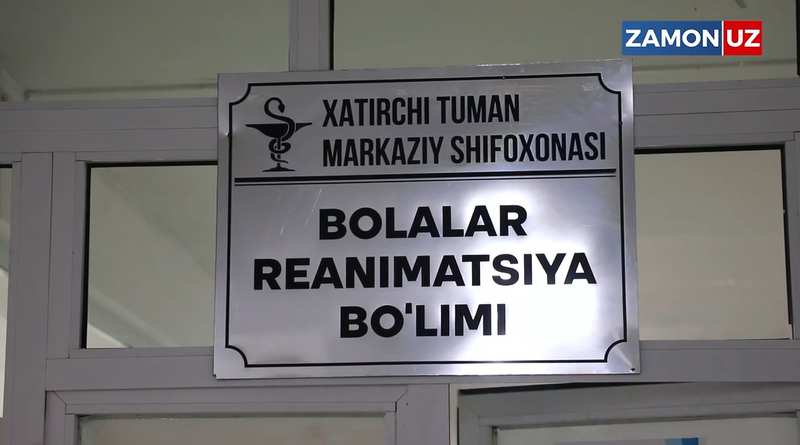 ZAMON UZ
XATIRCHI TUMAN
MARKAZIY SHIFOXONASI
BOLALAR
REANIMATSIYA
BO'LIMI